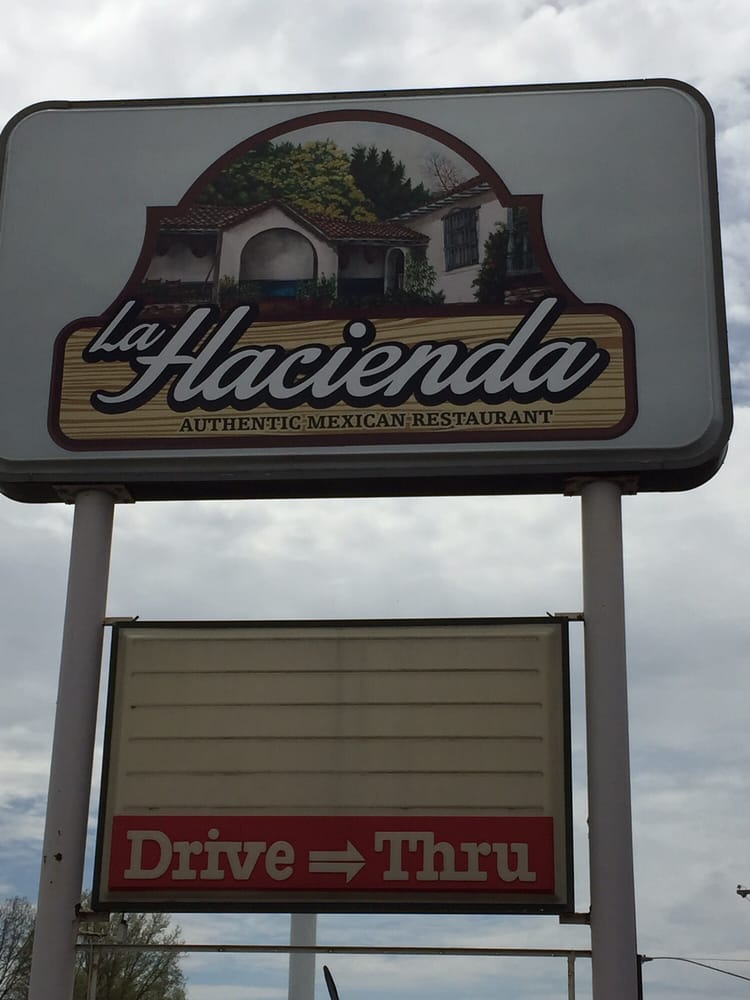 La Hacienda
AUTHENTIC MEXICAN RESTAURANT
Drive ⇒ Thru